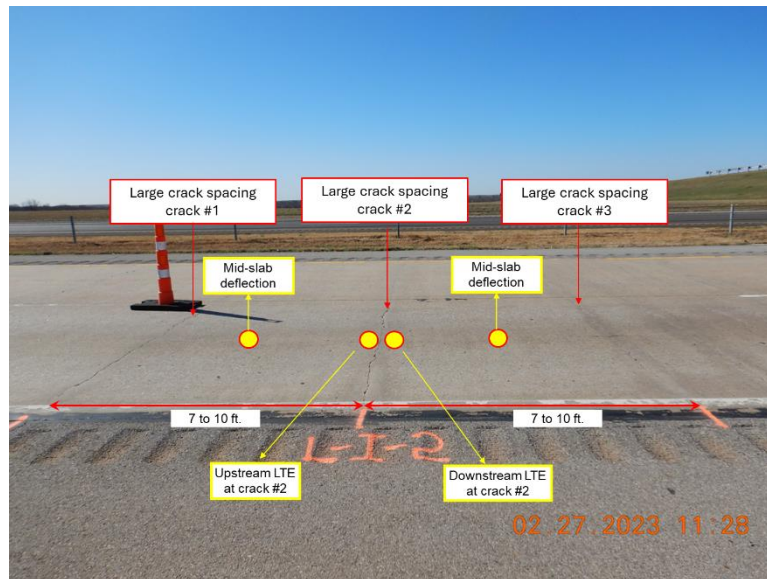 Large crack spacing
crack #1
Large crack spacing
crack #2
Large crack spacing
crack #3
Mid-slab
deflection
Mid-slab
deflection
7 to 10 ft.
7 to 10 ft.
L-I-2
Upstream LTE
at crack #2
Downstream LTE
at crack #2
02.27.2023 11:28